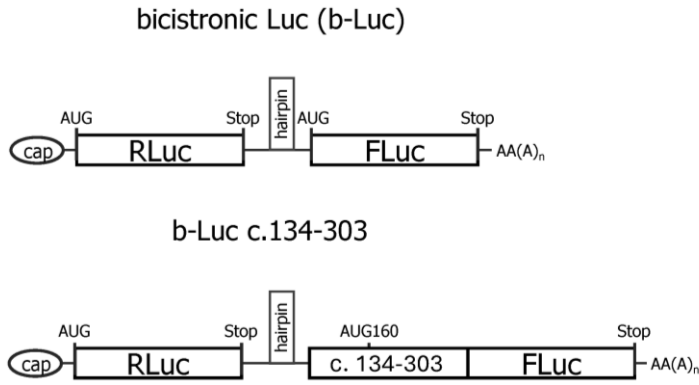 bicistronic Luc (b-Luc)
AUG Stop hairpin AUG Stop
cap RLuc FLuc AA(A)n
b-Luc c.134-303
AUG Stop hairpin AUG160 Stop
cap RLuc c. 134-303 FLuc AA(A)n